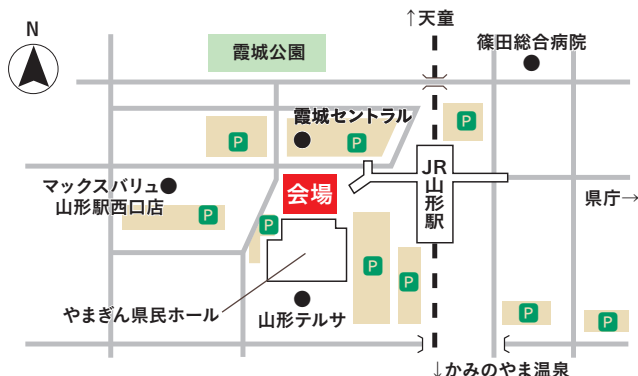 ↑天童
N
篠田総合病院
霞城公園
霞城セントラル
P
P
P
JR
山形駅
マックスバリュ
山形駅西口店
会場
県庁→
P
P
P
P
やまぎん県民ホール
山形テルサ
P
P
↓かみのやま温泉